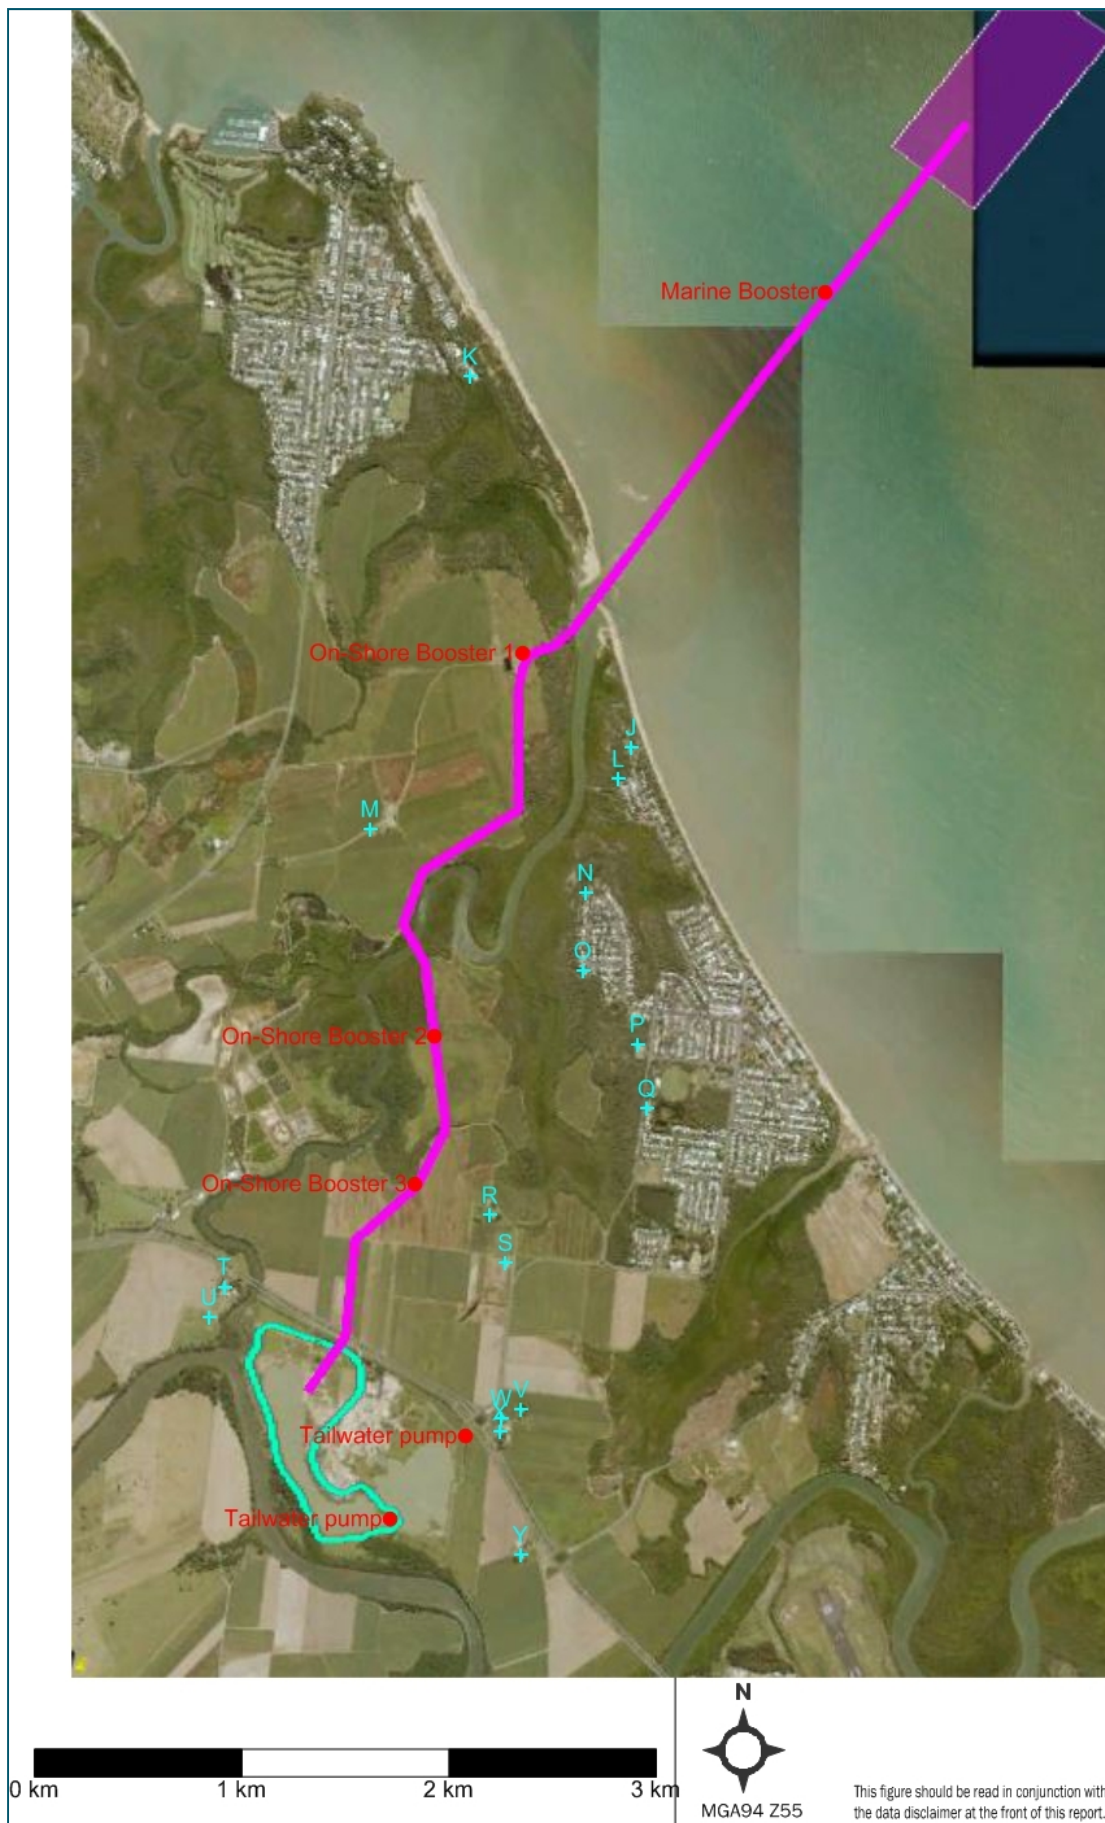 Marine Booster
K
On-Shore Booster 1
J
L
M
N
O
On-Shore Booster 2
P
Q
On-Shore Booster 3
R
S
T
U
V
W
Tailwater pump
Tailwater pump
Y
N
0 km
1 km
2 km
3 km
MGA94 Z55
This figure should be read in conjunction with
the data disclaimer at the front of this report.